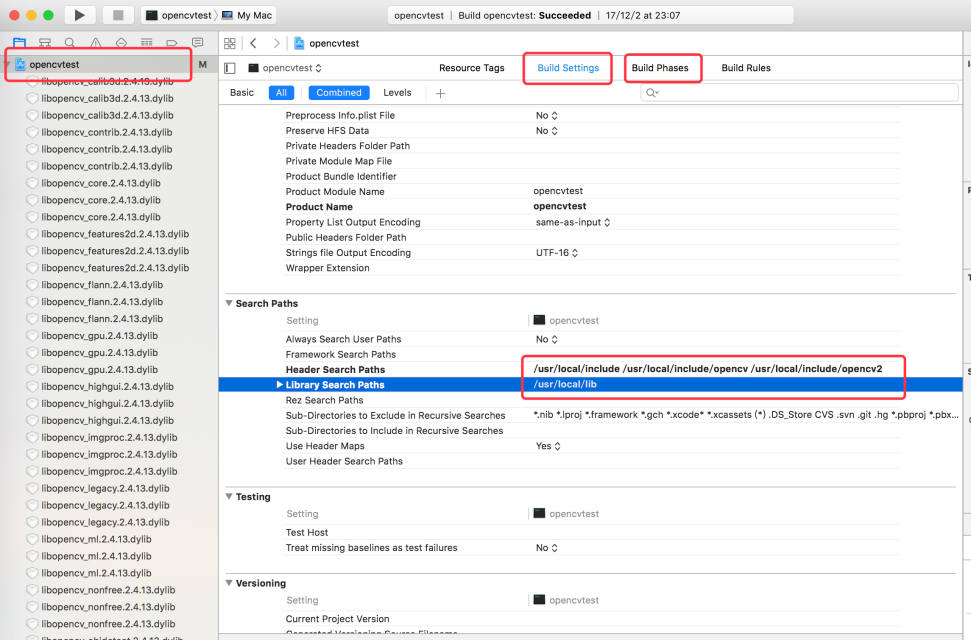 opencvtest 〉 My Mac
opencvtest | Build opencvtest: Succeeded | 17/12/2 at 23:07
opencvtest
opencvtest M
opencvtest
Resource Tags
Build Settings
Build Phases
Build Rules
Basic
All
Combined
Levels
libopencv_calib3d.2.4.13.dylib
libopencv_calib3d.2.4.13.dylib
libopencv_calib3d.2.4.13.dylib
libopencv_contrib.2.4.13.dylib
libopencv_contrib.2.4.13.dylib
libopencv_contrib.2.4.13.dylib
libopencv_core.2.4.13.dylib
libopencv_core.2.4.13.dylib
libopencv_core.2.4.13.dylib
libopencv_features2d.2.4.13.dylib
libopencv_features2d.2.4.13.dylib
libopencv_features2d.2.4.13.dylib
libopencv_flann.2.4.13.dylib
libopencv_flann.2.4.13.dylib
libopencv_flann.2.4.13.dylib
libopencv_gpu.2.4.13.dylib
libopencv_gpu.2.4.13.dylib
libopencv_gpu.2.4.13.dylib
libopencv_highgui.2.4.13.dylib
libopencv_highgui.2.4.13.dylib
libopencv_highgui.2.4.13.dylib
libopencv_imgproc.2.4.13.dylib
libopencv_imgproc.2.4.13.dylib
libopencv_imgproc.2.4.13.dylib
libopencv_legacy.2.4.13.dylib
libopencv_legacy.2.4.13.dylib
libopencv_legacy.2.4.13.dylib
libopencv_ml.2.4.13.dylib
libopencv_ml.2.4.13.dylib
libopencv_ml.2.4.13.dylib
libopencv_nonfree.2.4.13.dylib
libopencv_nonfree.2.4.13.dylib
libopencv_nonfree.2.4.13.dylib
Preprocess Info.plist File No
Preserve HFS Data No
Private Headers Folder Path
Private Module Map File
Product Bundle Identifier
Product Module Name opencvtest
Product Name opencvtest
Property List Output Encoding same-as-input
Public Headers Folder Path
Strings file Output Encoding UTF-16
Wrapper Extension
Search Paths
Setting opencvtest
Always Search User Paths No
Framework Search Paths
Header Search Paths /usr/local/include /usr/local/include/opencv /usr/local/include/opencv2
Library Search Paths /usr/local/lib
Rez Search Paths
Sub-Directories to Exclude in Recursive Searches *.nib *.lproj *.framework *.gch *.xcode* *.xcassets (*) .DS_Store CVS .svn .git .hg *.pbproj *.pbx...
Sub-Directories to Include in Recursive Searches
Use Header Maps Yes
User Header Search Paths
Testing
Setting opencvtest
Test Host
Treat missing baselines as test failures No
Versioning
Setting opencvtest
Current Project Version
Generated Versioning Source Filename